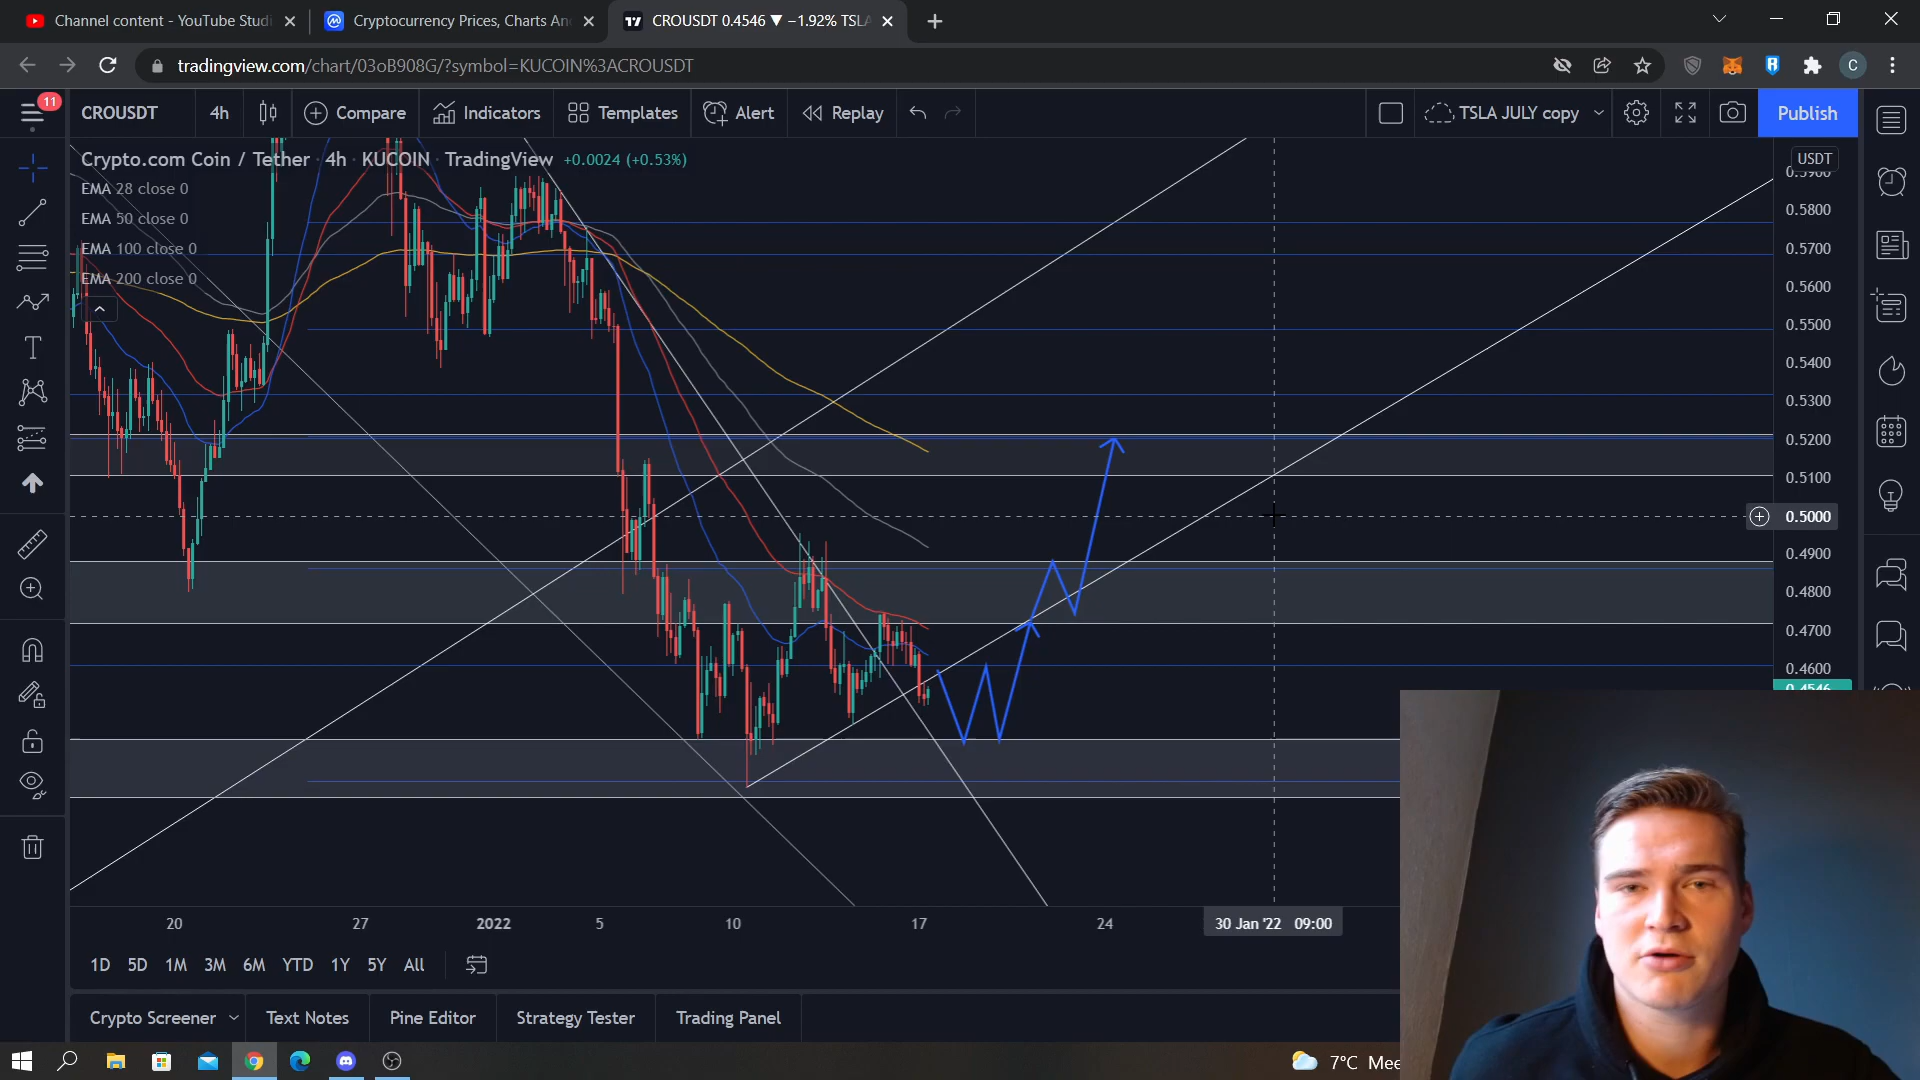 Channel content - YouTube Studi
Cryptocurrency Prices, Charts An
CROUSDT 0.4546 ▼ −1.92% TSLA
tradingview.com/chart/03oB908G/?symbol=KUCOIN%3ACROUSDT
C
11
CROUSDT
4h
Compare
Indicators
Templates
Alert
Replay
TSLA JULY copy
Publish
Crypto.com Coin / Tether · 4h · KUCOIN · TradingView +0.0024 (+0.53%)
EMA 28 close 0
EMA 50 close 0
EMA 100 close 0
EMA 200 close 0
USDT
0.5900
0.5800
0.5700
0.5600
0.5500
0.5400
0.5300
0.5200
0.5100
0.5000
0.4900
0.4800
0.4700
0.4600
0.4546
20
27
2022
5
10
17
24
30 Jan '22 09:00
1D 5D 1M 3M 6M YTD 1Y 5Y All
Crypto Screener
Text Notes
Pine Editor
Strategy Tester
Trading Panel
7°C Mee